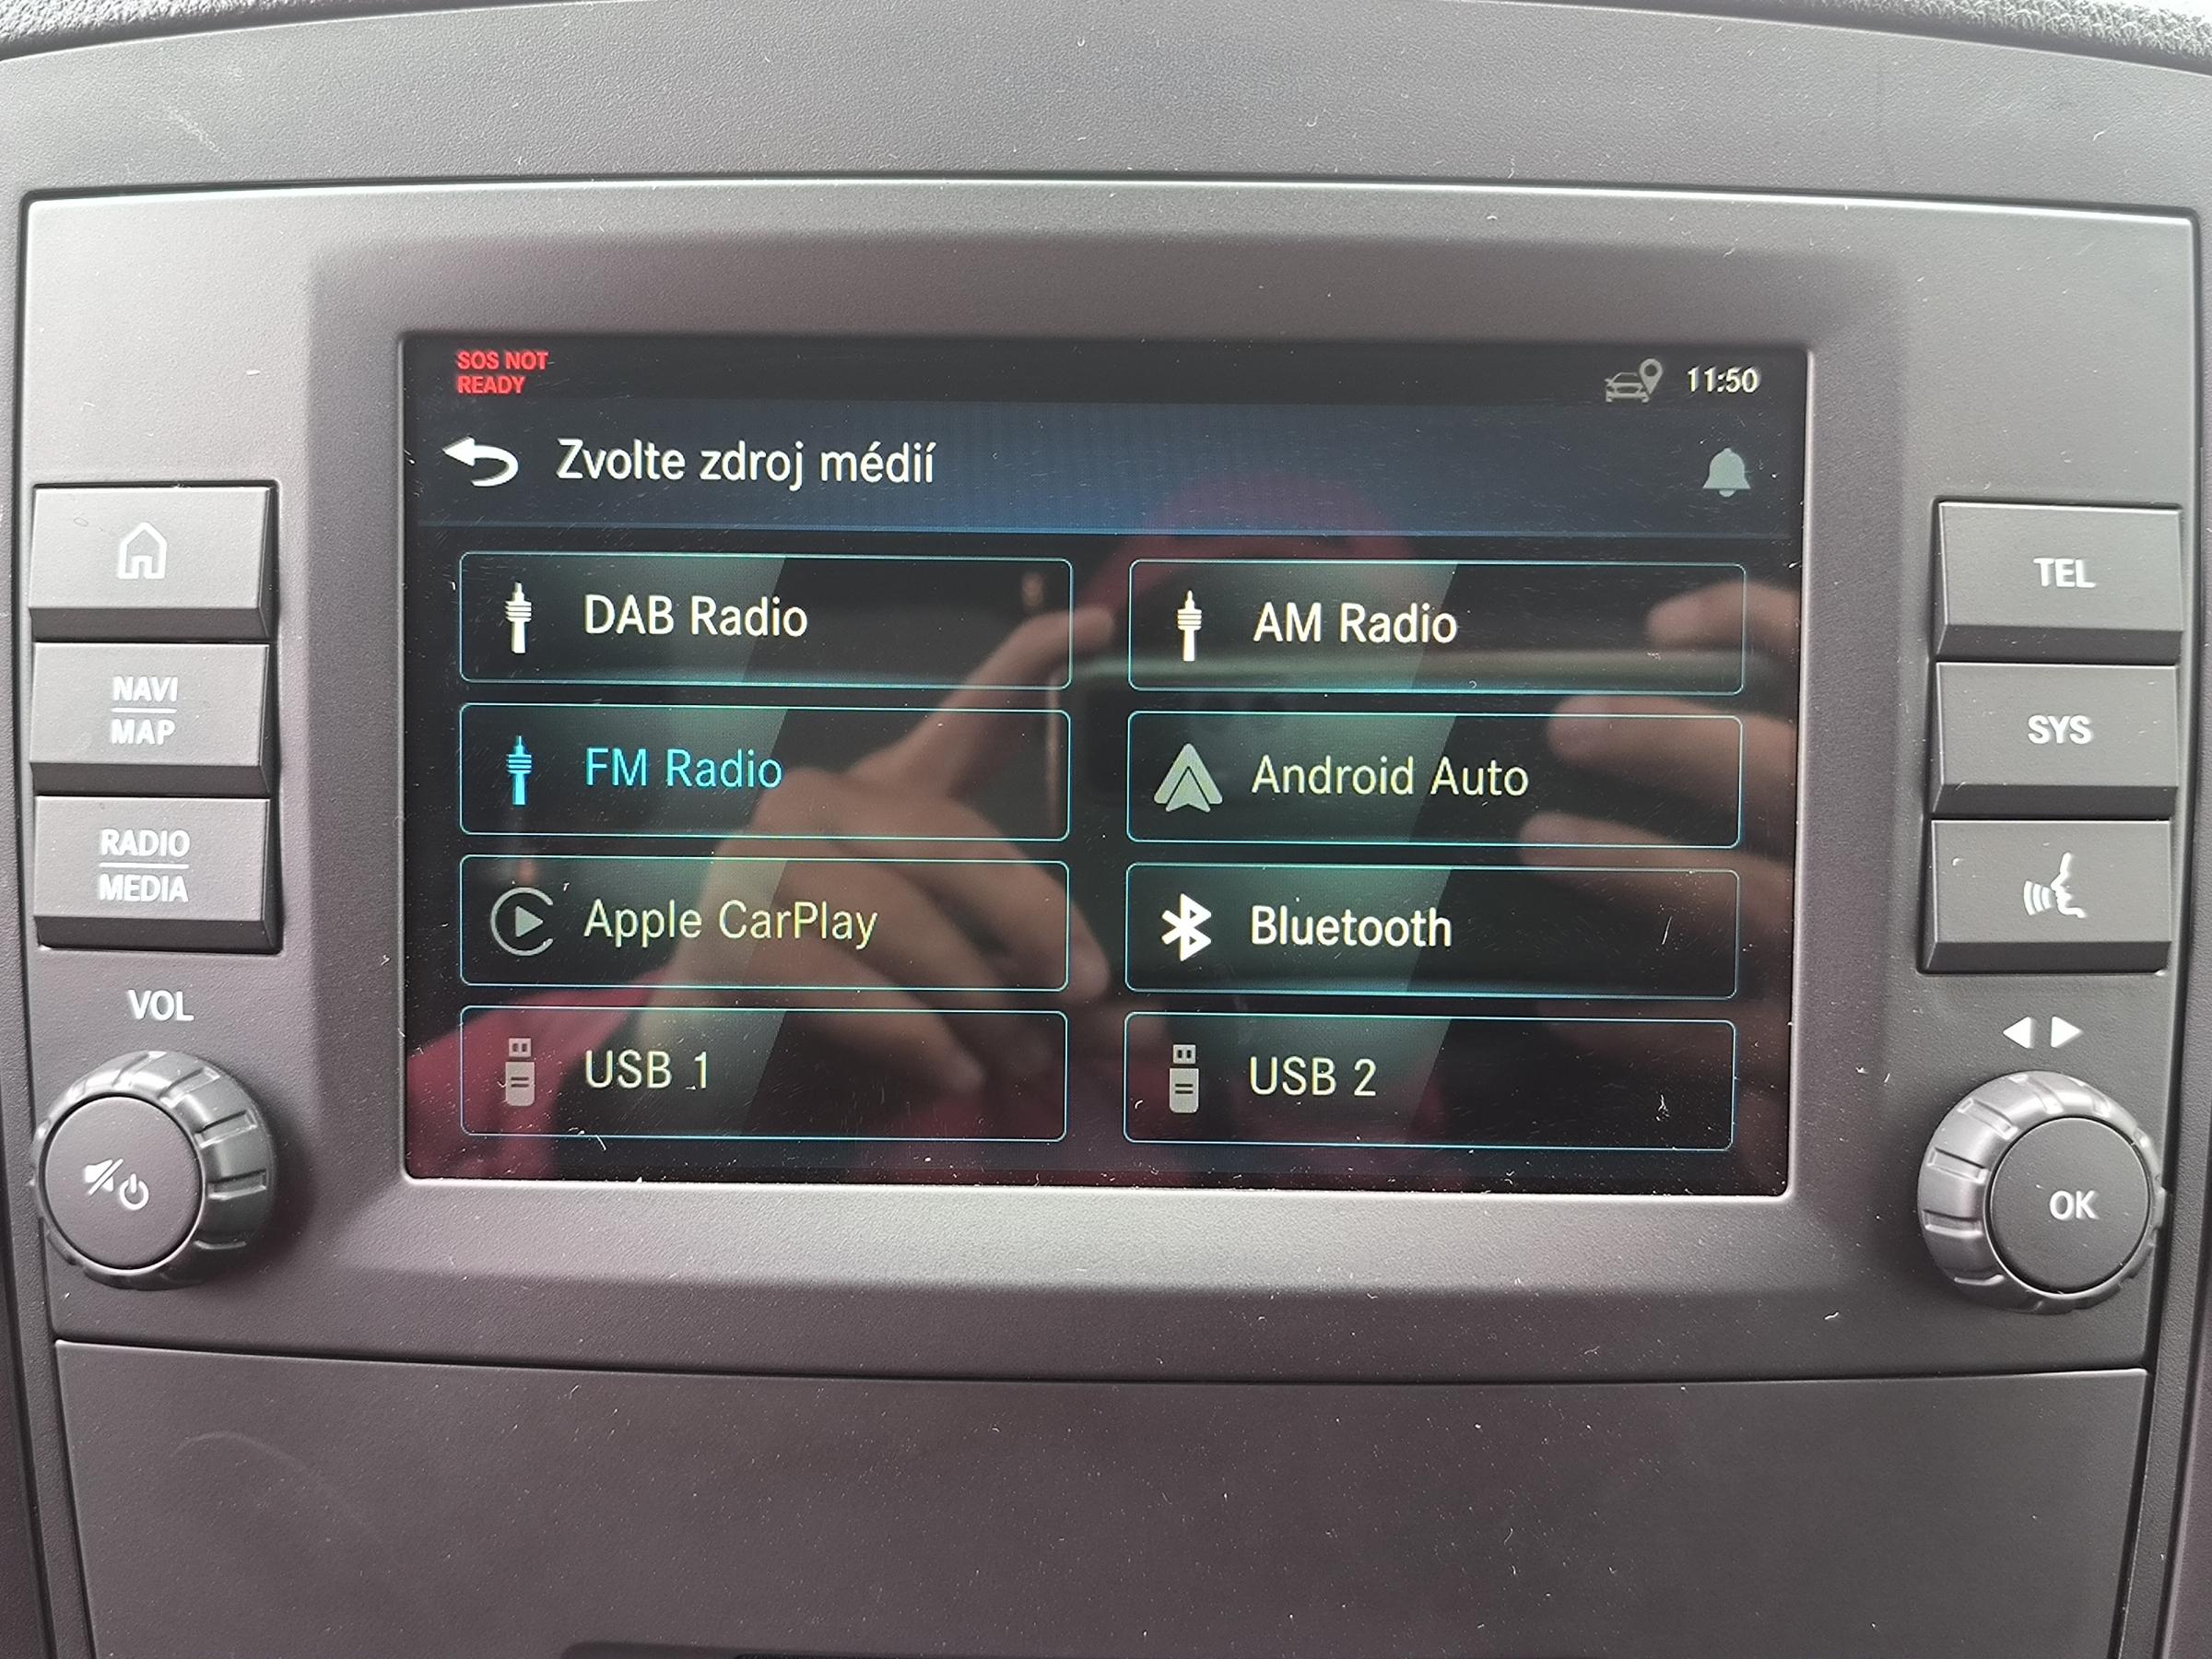 SOS NOT
READY
11:50
Zvolte zdroj médií
DAB Radio
AM Radio
FM Radio
Android Auto
Apple CarPlay
Bluetooth
USB 1
USB 2
NAVI
MAP
RADIO
MEDIA
VOL
TEL
SYS
OK